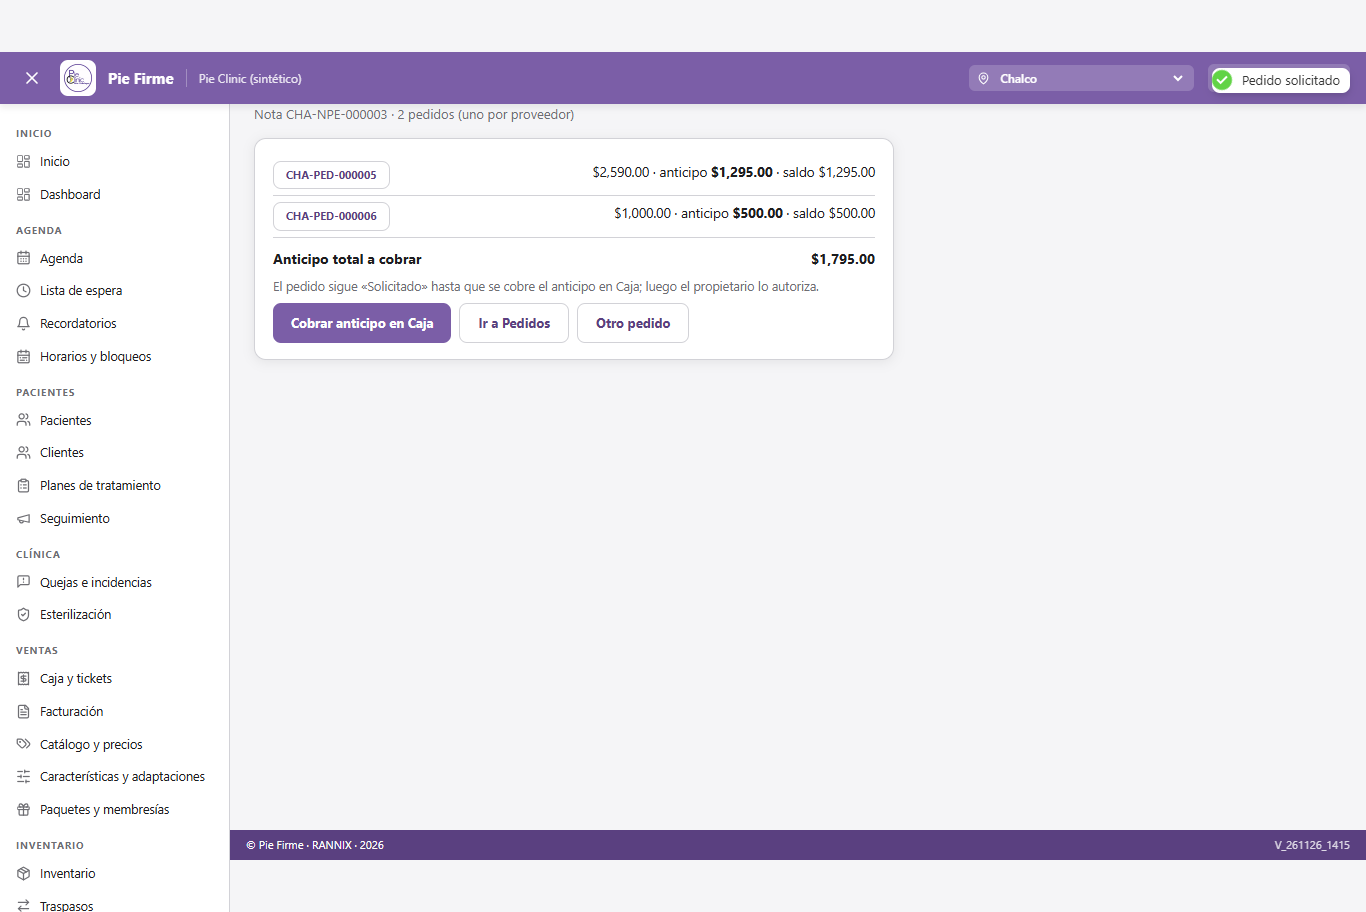 Pie Firme
Pie Clinic (sintético)
Chalco
Pedido solicitado
INICIO
Inicio
Dashboard
AGENDA
Agenda
Lista de espera
Recordatorios
Horarios y bloqueos
PACIENTES
Pacientes
Clientes
Planes de tratamiento
Seguimiento
CLÍNICA
Quejas e incidencias
Esterilización
VENTAS
Caja y tickets
Facturación
Catálogo y precios
Características y adaptaciones
Paquetes y membresías
INVENTARIO
Inventario
Traspasos
Nota CHA-NPE-000003 · 2 pedidos (uno por proveedor)
CHA-PED-000005 $2,590.00 · anticipo $1,295.00 · saldo $1,295.00
CHA-PED-000006 $1,000.00 · anticipo $500.00 · saldo $500.00
Anticipo total a cobrar $1,795.00
El pedido sigue «Solicitado» hasta que se cobre el anticipo en Caja; luego el propietario lo autoriza.
Cobrar anticipo en Caja
Ir a Pedidos
Otro pedido
© Pie Firme · RANNIX · 2026
V_261126_1415